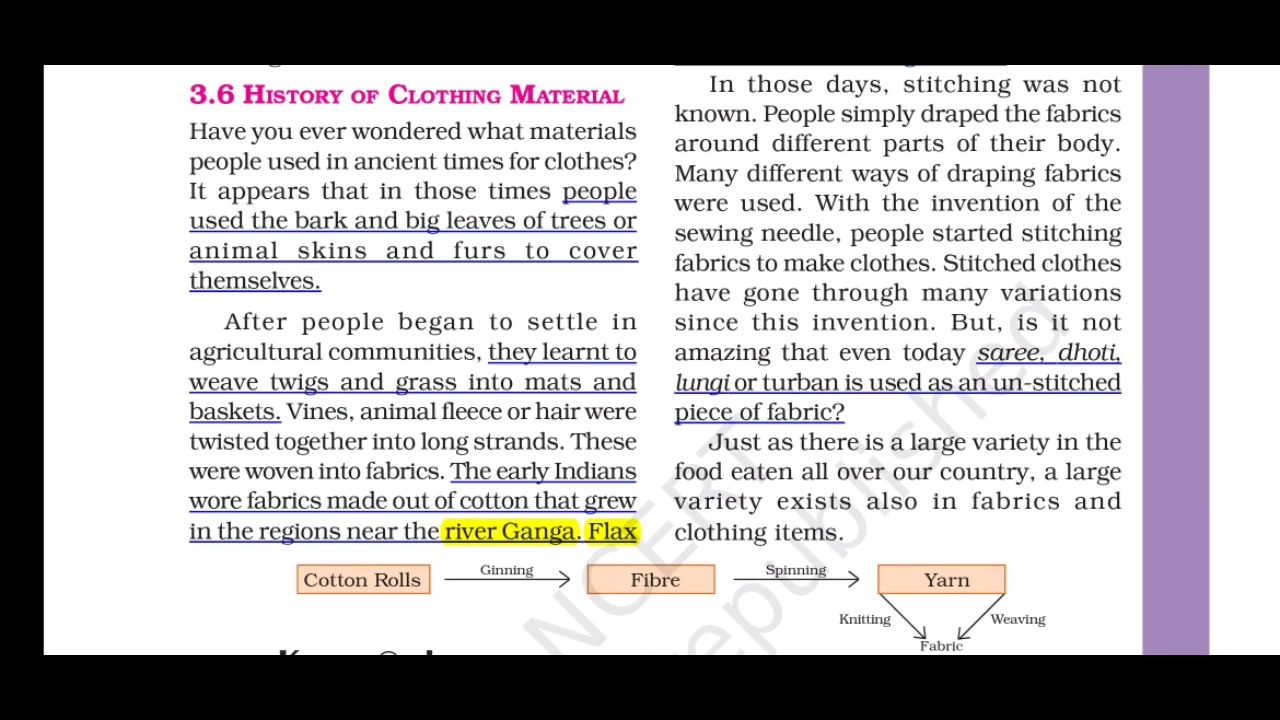 3.6 HISTORY OF CLOTHING MATERIAL
Have you ever wondered what materials
people used in ancient times for clothes?
It appears that in those times people
used the bark and big leaves of trees or
animal skins and furs to cover
themselves.
After people began to settle in
agricultural communities, they learnt to
weave twigs and grass into mats and
baskets. Vines, animal fleece or hair were
twisted together into long strands. These
were woven into fabrics. The early Indians
wore fabrics made out of cotton that grew
in the regions near the river Ganga. Flax
In those days, stitching was not
known. People simply draped the fabrics
around different parts of their body.
Many different ways of draping fabrics
were used. With the invention of the
sewing needle, people started stitching
fabrics to make clothes. Stitched clothes
have gone through many variations
since this invention. But, is it not
amazing that even today saree, dhoti,
lungi or turban is used as an un-stitched
piece of fabric?
Just as there is a large variety in the
food eaten all over our country, a large
variety exists also in fabrics and
clothing items.
Cotton Rolls Ginning Fibre Spinning Yarn
Knitting Weaving
Fabric
NCERT
republished